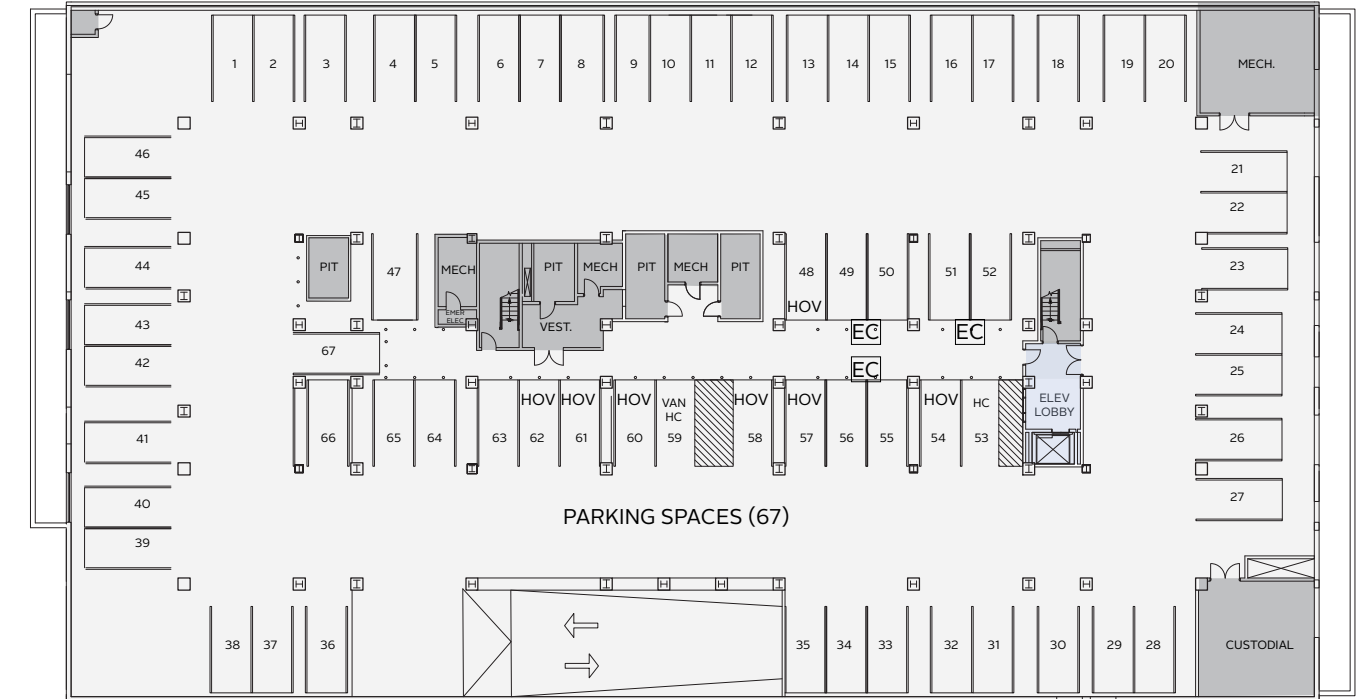 1 2 3 4 5 6 7 8 9 10 11 12 13 14 15 16 17 18 19 20 MECH.
46 21
45 22
44 PIT 47 MECH PIT MECH PIT MECH PIT 48 49 50 51 52 23
HOV
EMER
ELEC
43 VEST. EC EC 24
67
42 EC 25
HOV HOV HOV VAN HOV HOV HOV HC ELEV
HC LOBBY
41 66 65 64 63 62 61 60 59 58 57 56 55 54 53 26
40 27
PARKING SPACES (67)
39
38 37 36 35 34 33 32 31 30 29 28 CUSTODIAL